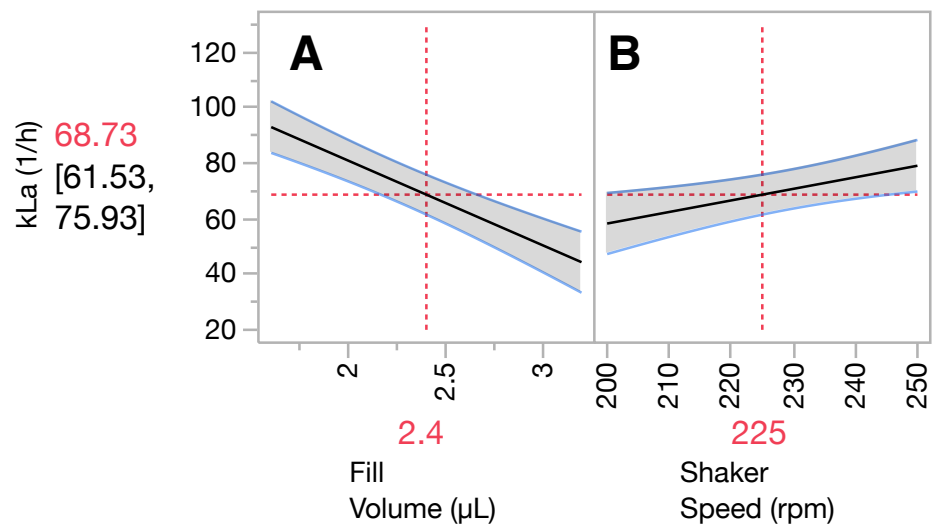 A
B
120
100
80
60
40
20
kLa (1/h)
68.73
[61.53,
75.93]
2
2.5
3
200
210
220
230
240
250
2.4
225
Fill
Volume (µL)
Shaker
Speed (rpm)